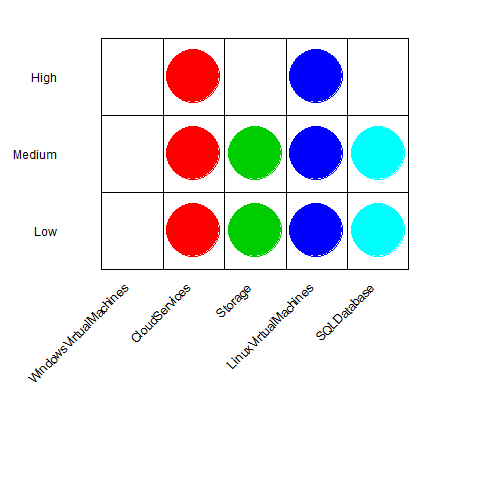 High
Medium
Low
WindowsVirtualMachines
CloudServices
Storage
LinuxVirtualMachines
SQLDatabase